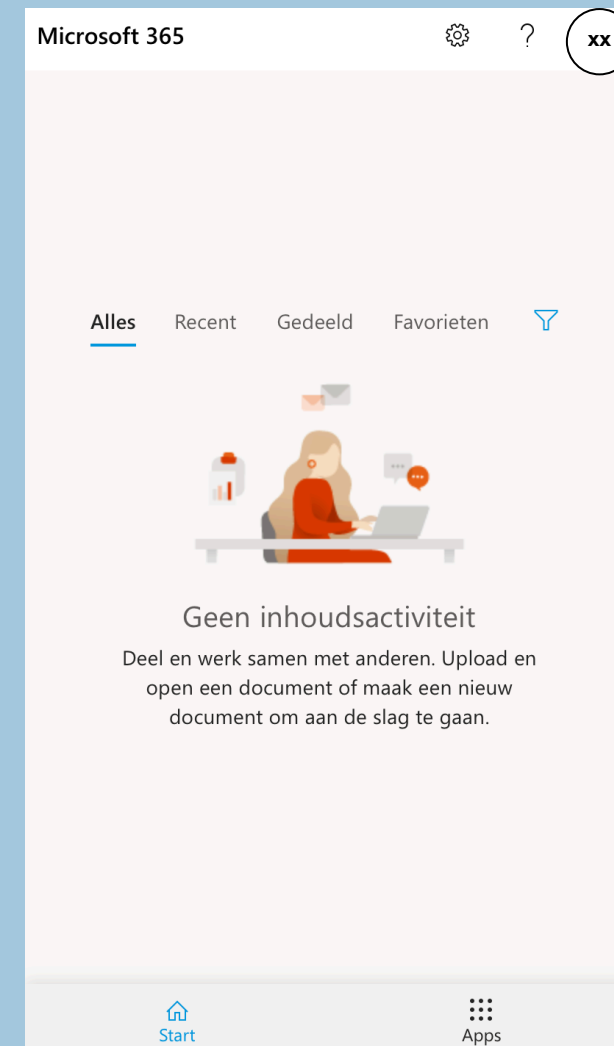 Microsoft 365
?
xx
Alles Recent Gedeeld Favorieten
Geen inhoudsactiviteit
Deel en werk samen met anderen. Upload en
open een document of maak een nieuw
document om aan de slag te gaan.
Start Apps